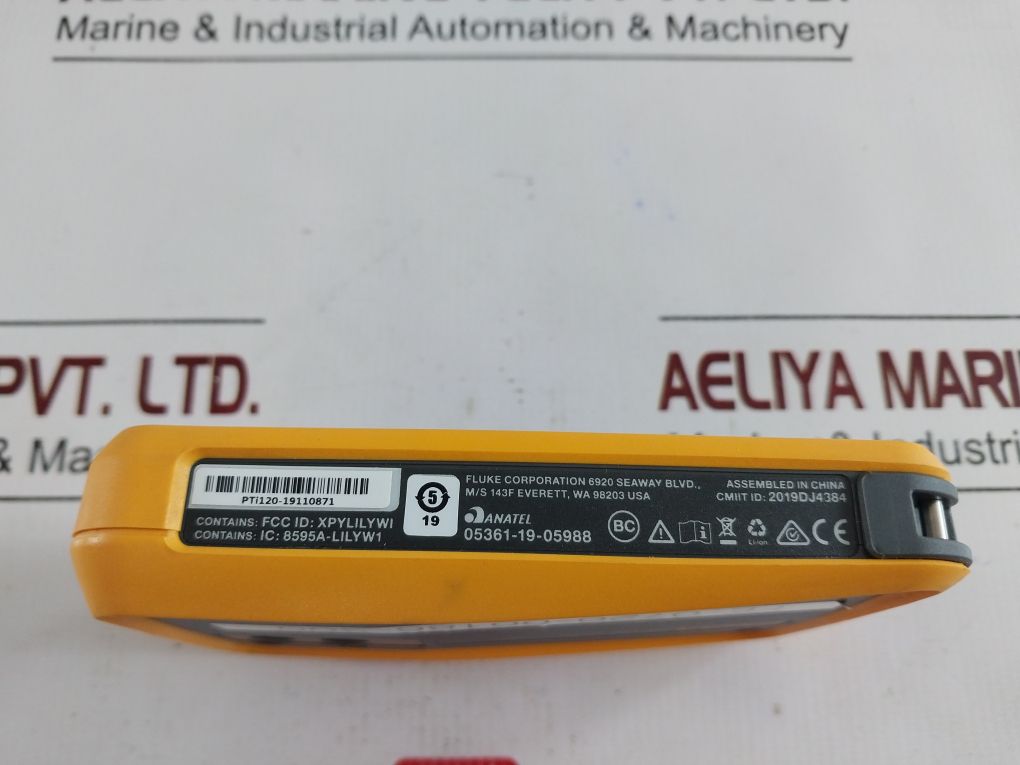 Marine & Industrial Automation & Machinery
PVT. LTD.
AELIYA MARI
& Ma
PTi120-19110871
CONTAINS: FCC ID: XPYLILYWI
CONTAINS: IC: 8595A-LILYW1
5
19
FLUKE CORPORATION 6920 SEAWAY BLVD.,
M/S 143F EVERETT, WA 98203 USA
ANATEL
05361-19-05988
BC
ASSEMBLED IN CHINA
CMIIT ID: 2019DJ4384
Li-ion
CE